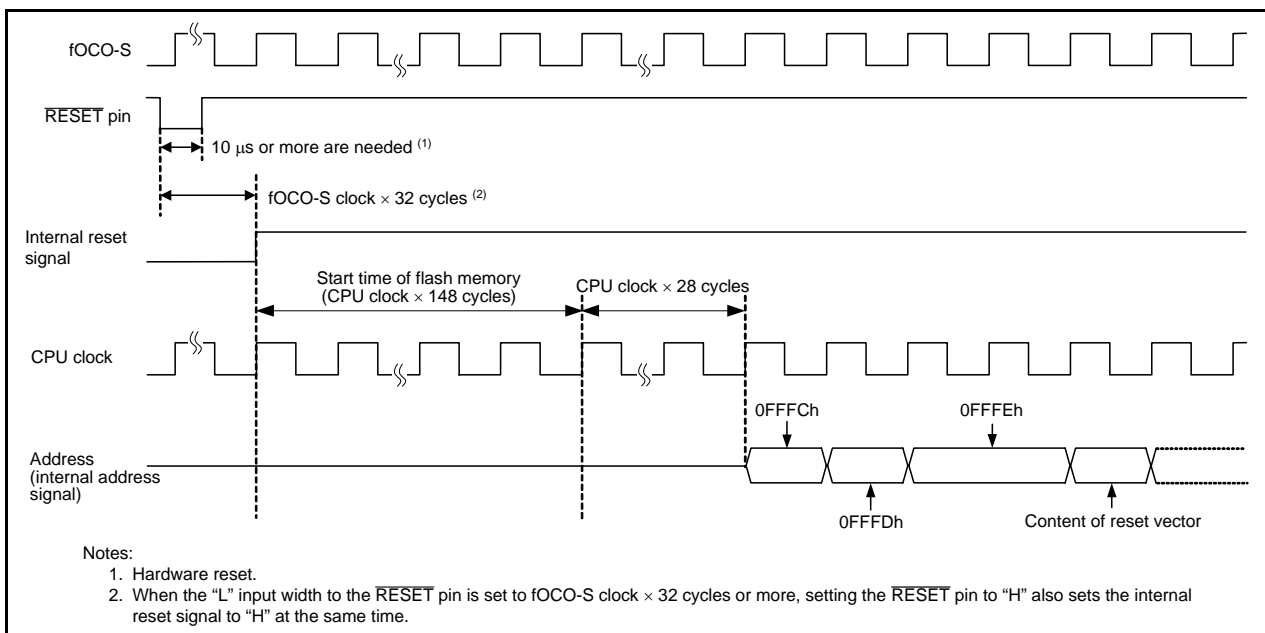 fOCO-S
RESET pin
10 μs or more are needed (1)
fOCO-S clock × 32 cycles (2)
Internal reset
signal
Start time of flash memory
(CPU clock × 148 cycles)
CPU clock × 28 cycles
CPU clock
0FFFCh
0FFFEh
Address
(internal address
signal)
0FFFDh
Content of reset vector
Notes:
1. Hardware reset.
2. When the “L” input width to the RESET pin is set to fOCO-S clock × 32 cycles or more, setting the RESET pin to “H” also sets the internal
reset signal to “H” at the same time.